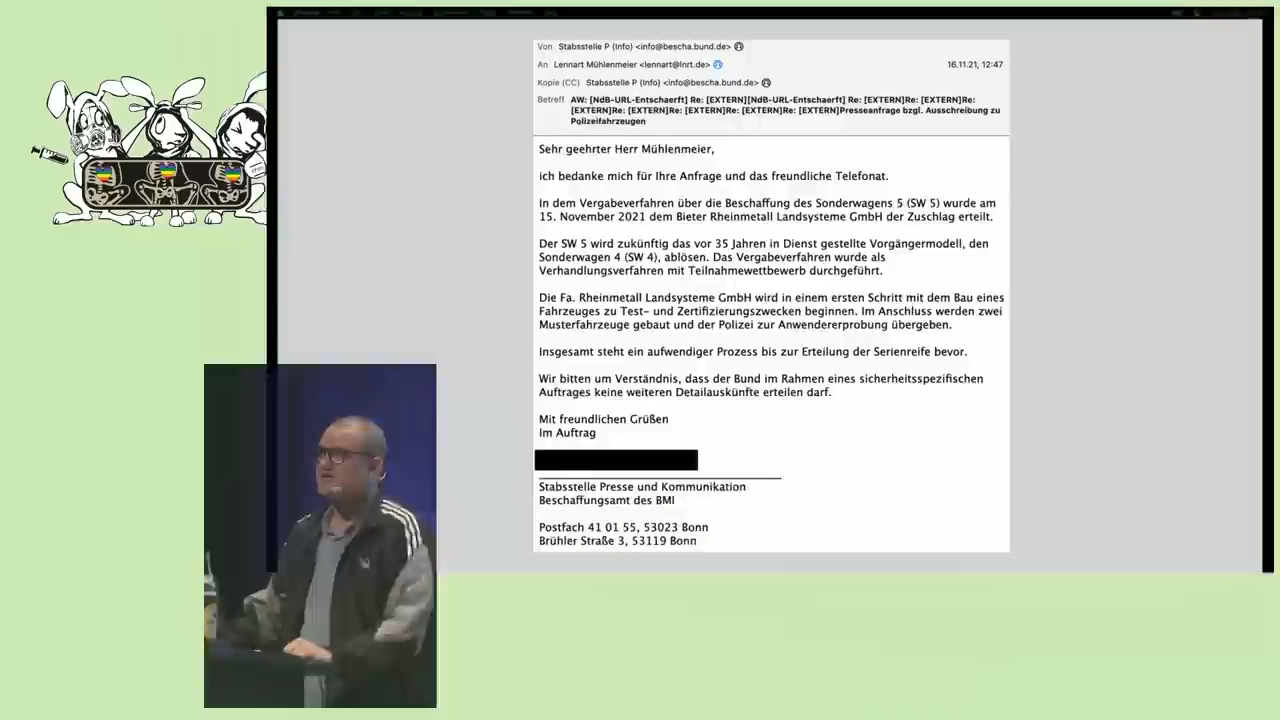 Von Stabsstelle P (Info) <info@bescha.bund.de>
An Lennart Mühlenmeier <lennart@lnrt.de> 16.11.21, 12:47
Kopie (CC) Stabsstelle P (Info) <info@bescha.bund.de>
Betreff AW: [NdB-URL-Entschaerft] Re: [EXTERN][NdB-URL-Entschaerft] Re: [EXTERN]Re: [EXTERN]Re:
[EXTERN]Re: [EXTERN]Re: [EXTERN]Re: [EXTERN]Re: [EXTERN]Presseanfrage bzgl. Ausschreibung zu
Polizeifahrzeugen
Sehr geehrter Herr Mühlenmeier,
ich bedanke mich für Ihre Anfrage und das freundliche Telefonat.
In dem Vergabeverfahren über die Beschaffung des Sonderwagens 5 (SW 5) wurde am
15. November 2021 dem Bieter Rheinmetall Landsysteme GmbH der Zuschlag erteilt.
Der SW 5 wird zukünftig das vor 35 Jahren in Dienst gestellte Vorgängermodell, den
Sonderwagen 4 (SW 4), ablösen. Das Vergabeverfahren wurde als
Verhandlungsverfahren mit Teilnahmewettbewerb durchgeführt.
Die Fa. Rheinmetall Landsysteme GmbH wird in einem ersten Schritt mit dem Bau eines
Fahrzeuges zu Test- und Zertifizierungszwecken beginnen. Im Anschluss werden zwei
Musterfahrzeuge gebaut und der Polizei zur Anwendererprobung übergeben.
Insgesamt steht ein aufwendiger Prozess bis zur Erteilung der Serienreife bevor.
Wir bitten um Verständnis, dass der Bund im Rahmen eines sicherheitsspezifischen
Auftrages keine weiteren Detailauskünfte erteilen darf.
Mit freundlichen Grüßen
Im Auftrag
Stabsstelle Presse und Kommunikation
Beschaffungsamt des BMI
Postfach 41 01 55, 53023 Bonn
Brühler Straße 3, 53119 Bonn